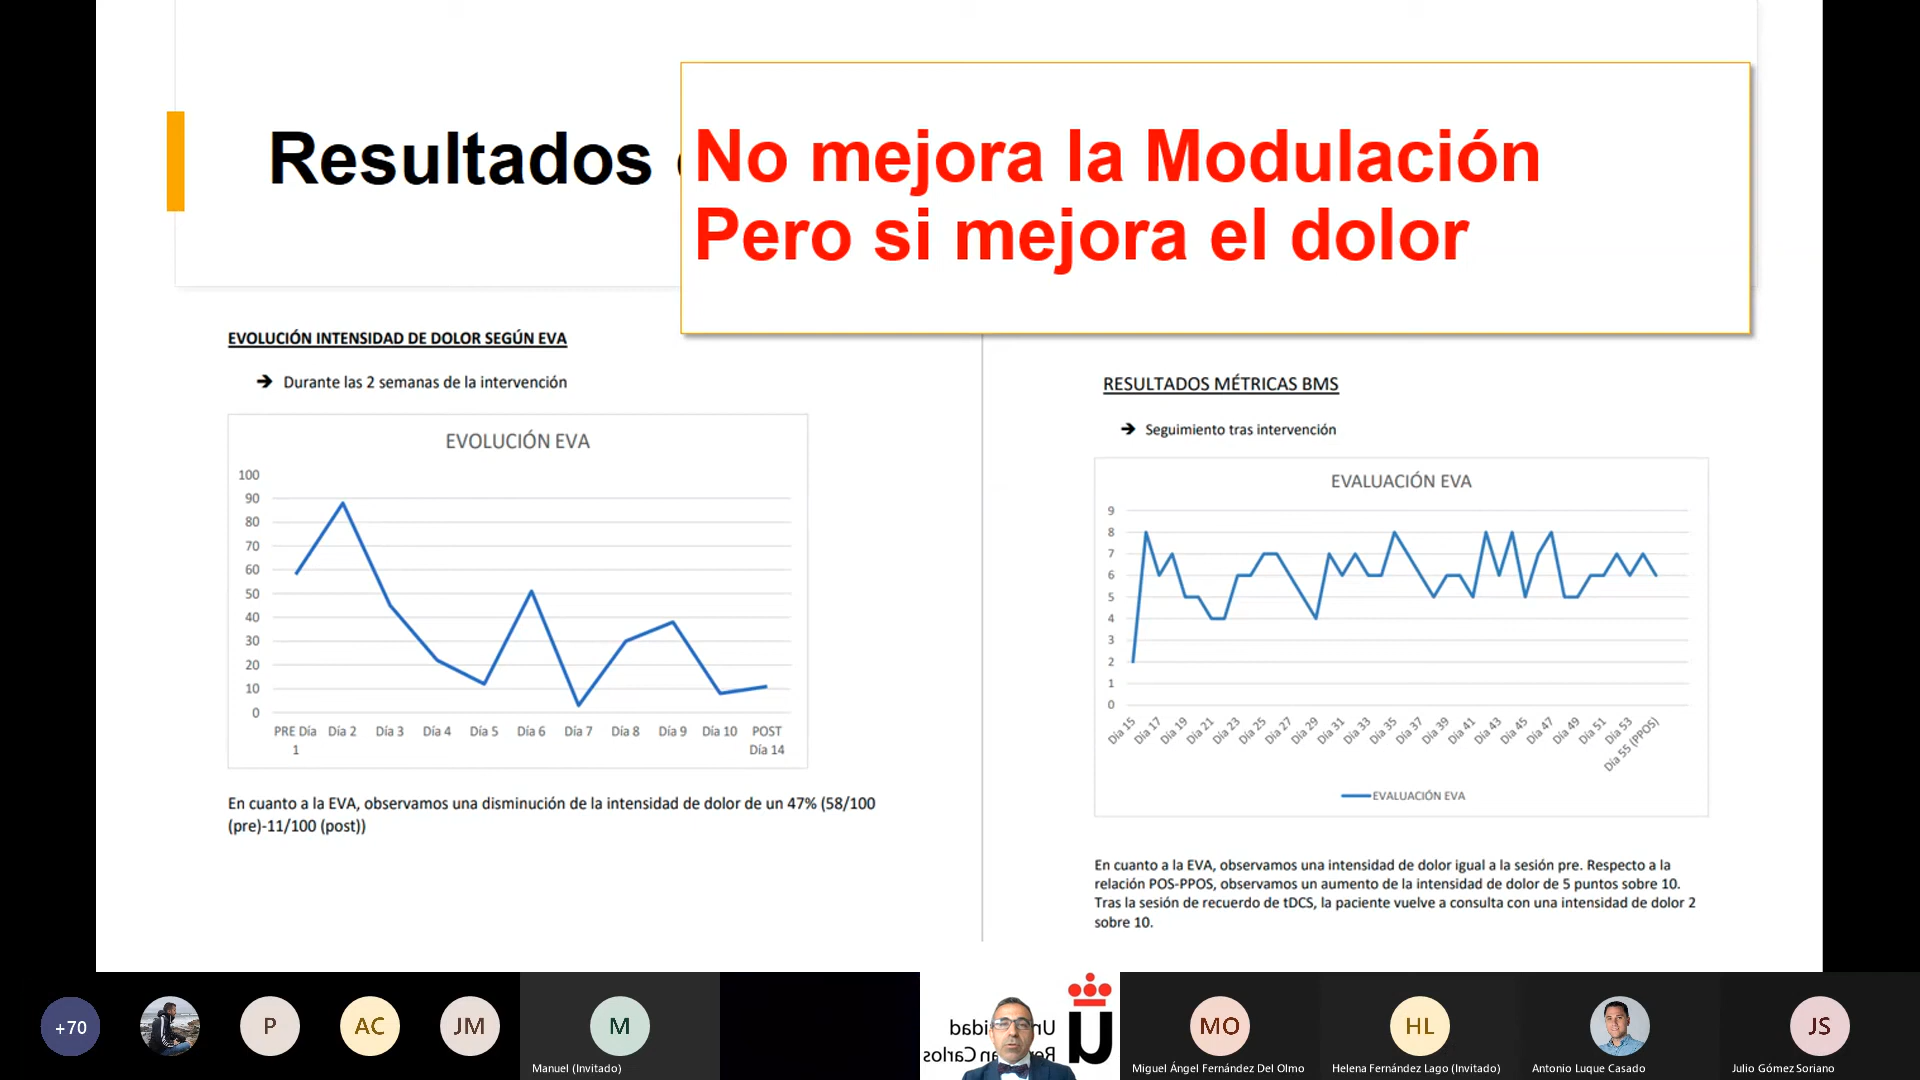 Resultados
No mejora la Modulación
Pero si mejora el dolor
EVOLUCIÓN INTENSIDAD DE DOLOR SEGÚN EVA
➔ Durante las 2 semanas de la intervención
EVOLUCIÓN EVA
100
90
80
70
60
50
40
30
20
10
0
PRE Día 1 Día 2 Día 3 Día 4 Día 5 Día 6 Día 7 Día 8 Día 9 Día 10 POST Día 14
En cuanto a la EVA, observamos una disminución de la intensidad de dolor de un 47% (58/100
(pre)-11/100 (post))
RESULTADOS MÉTRICAS BMS
➔ Seguimiento tras intervención
EVALUACIÓN EVA
9
8
7
6
5
4
3
2
1
0
Día 15 Día 17 Día 19 Día 21 Día 23 Día 25 Día 27 Día 29 Día 31 Día 33 Día 35 Día 37 Día 39 Día 41 Día 43 Día 45 Día 47 Día 49 Día 51 Día 53 Día 55 (PPOS)
EVALUACIÓN EVA
En cuanto a la EVA, observamos una intensidad de dolor igual a la sesión pre. Respecto a la
relación POS-PPOS, observamos un aumento de la intensidad de dolor de 5 puntos sobre 10.
Tras la sesión de recuerdo de tDCS, la paciente vuelve a consulta con una intensidad de dolor 2
sobre 10.
+70
P
AC
JM
M
Manuel (Invitado)
MO
Miguel Ángel Fernández Del Olmo
HL
Helena Fernández Lago (Invitado)
Antonio Luque Casado
JS
Julio Gómez Soriano